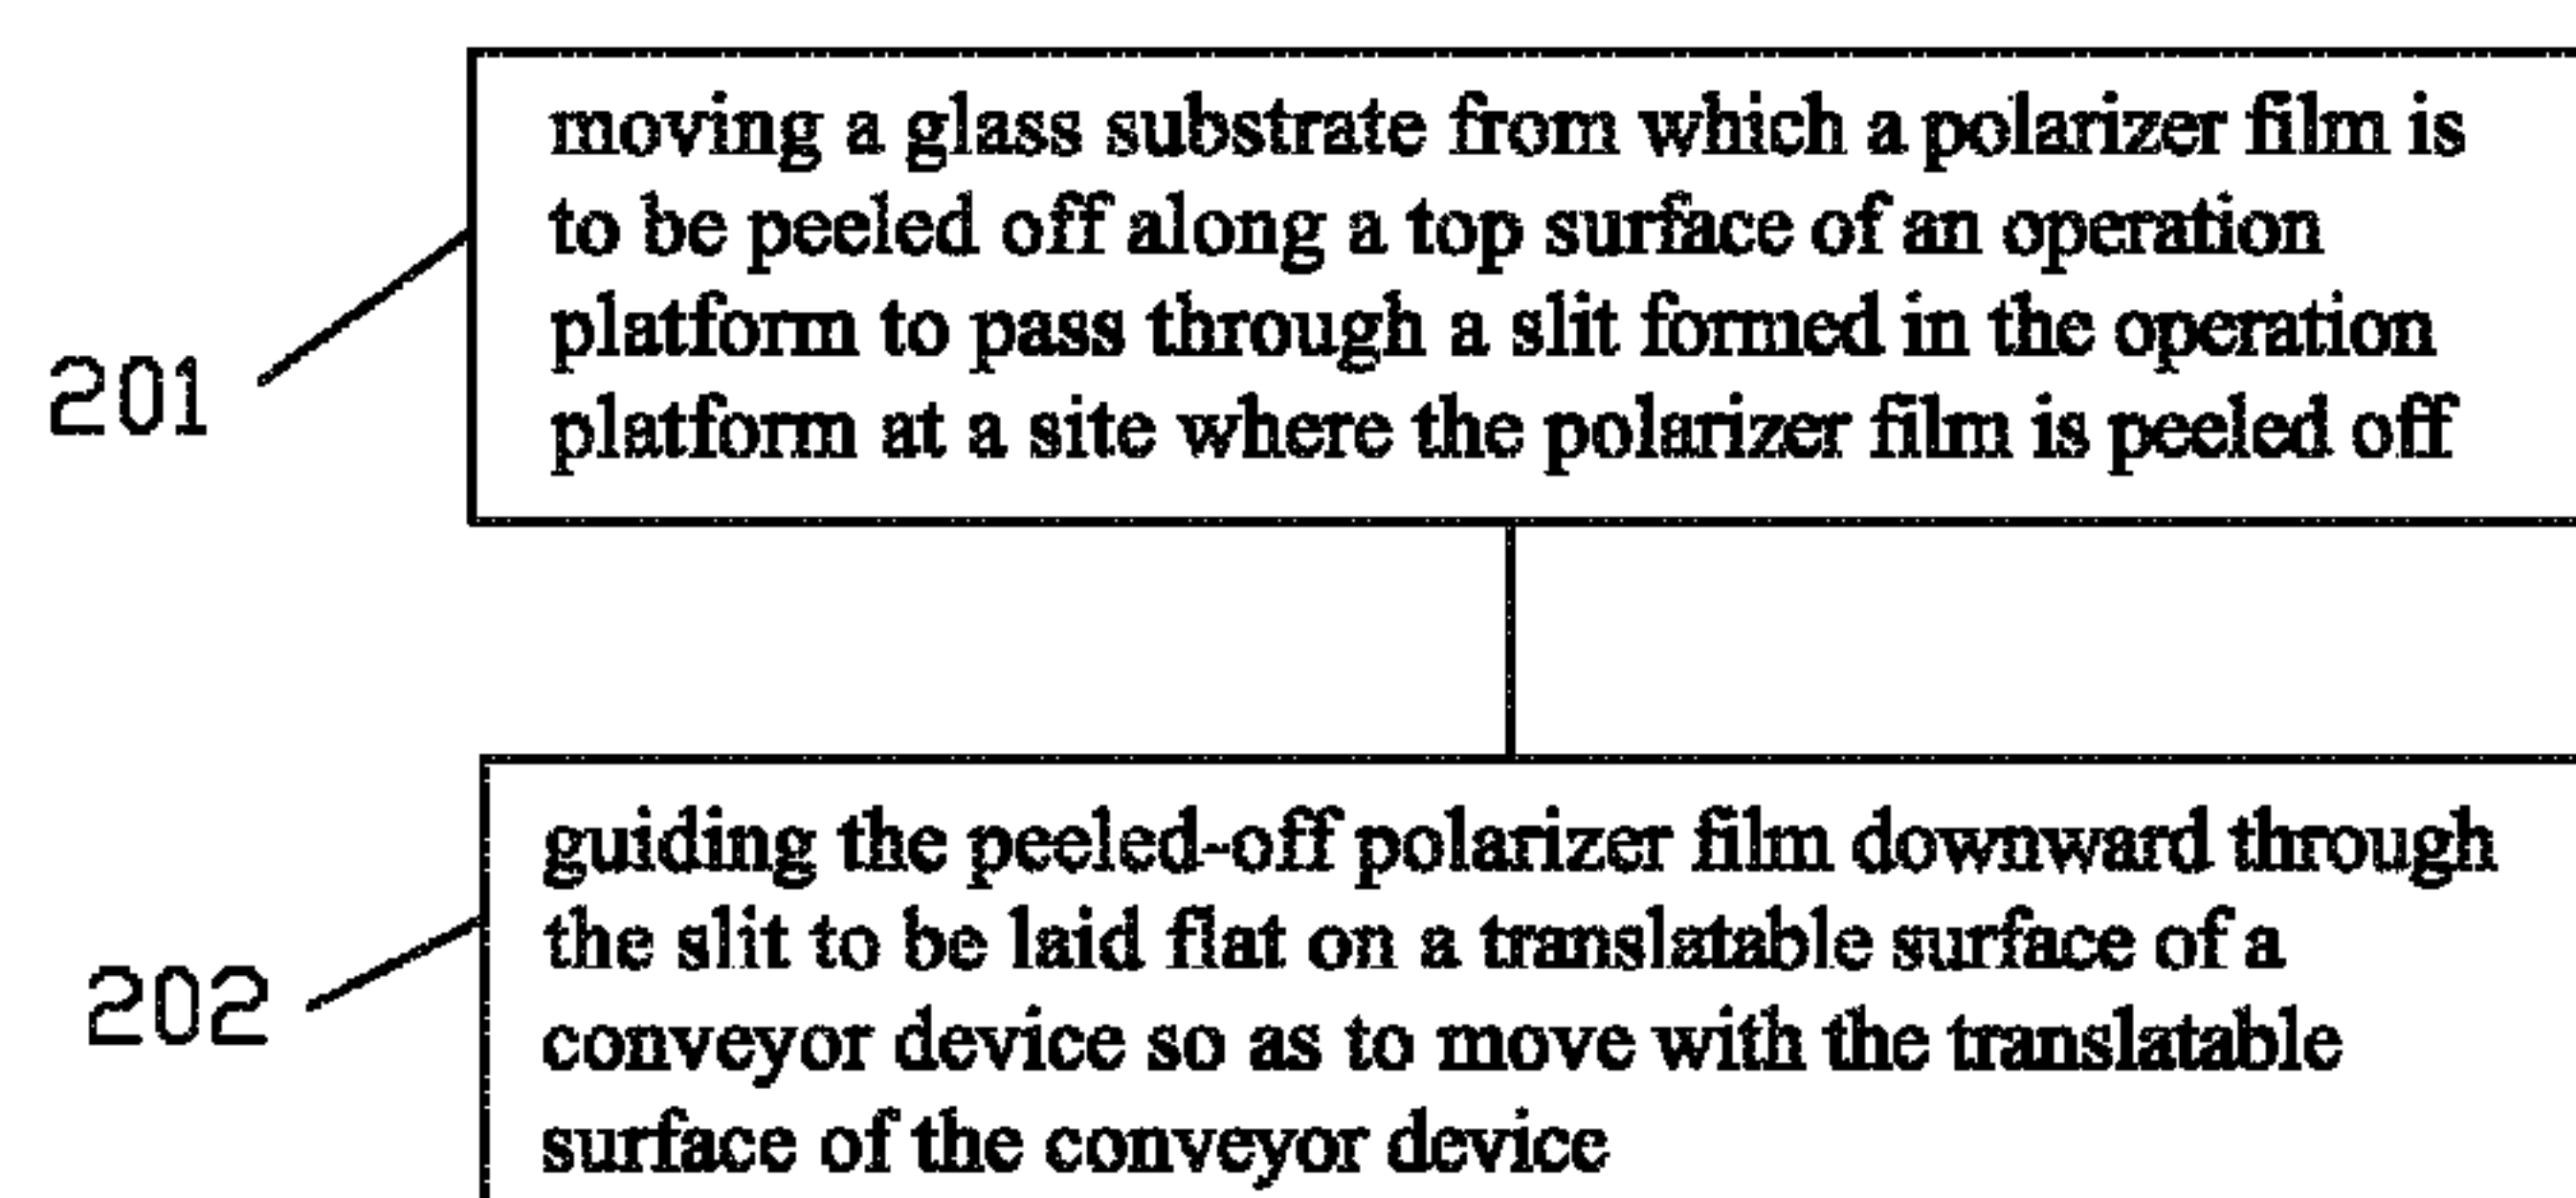 moving a glass substrate from which a polarizer film is
to be peeled off along a top surface of an operation
platform to pass through a slit formed in the operation
platform at a site where the polarizer film is peeled off
201
guiding the peeled-off polarizer film downward through
the slit to be laid flat on a translatable surface of a
conveyor device so as to move with the translatable
surface of the conveyor device
202